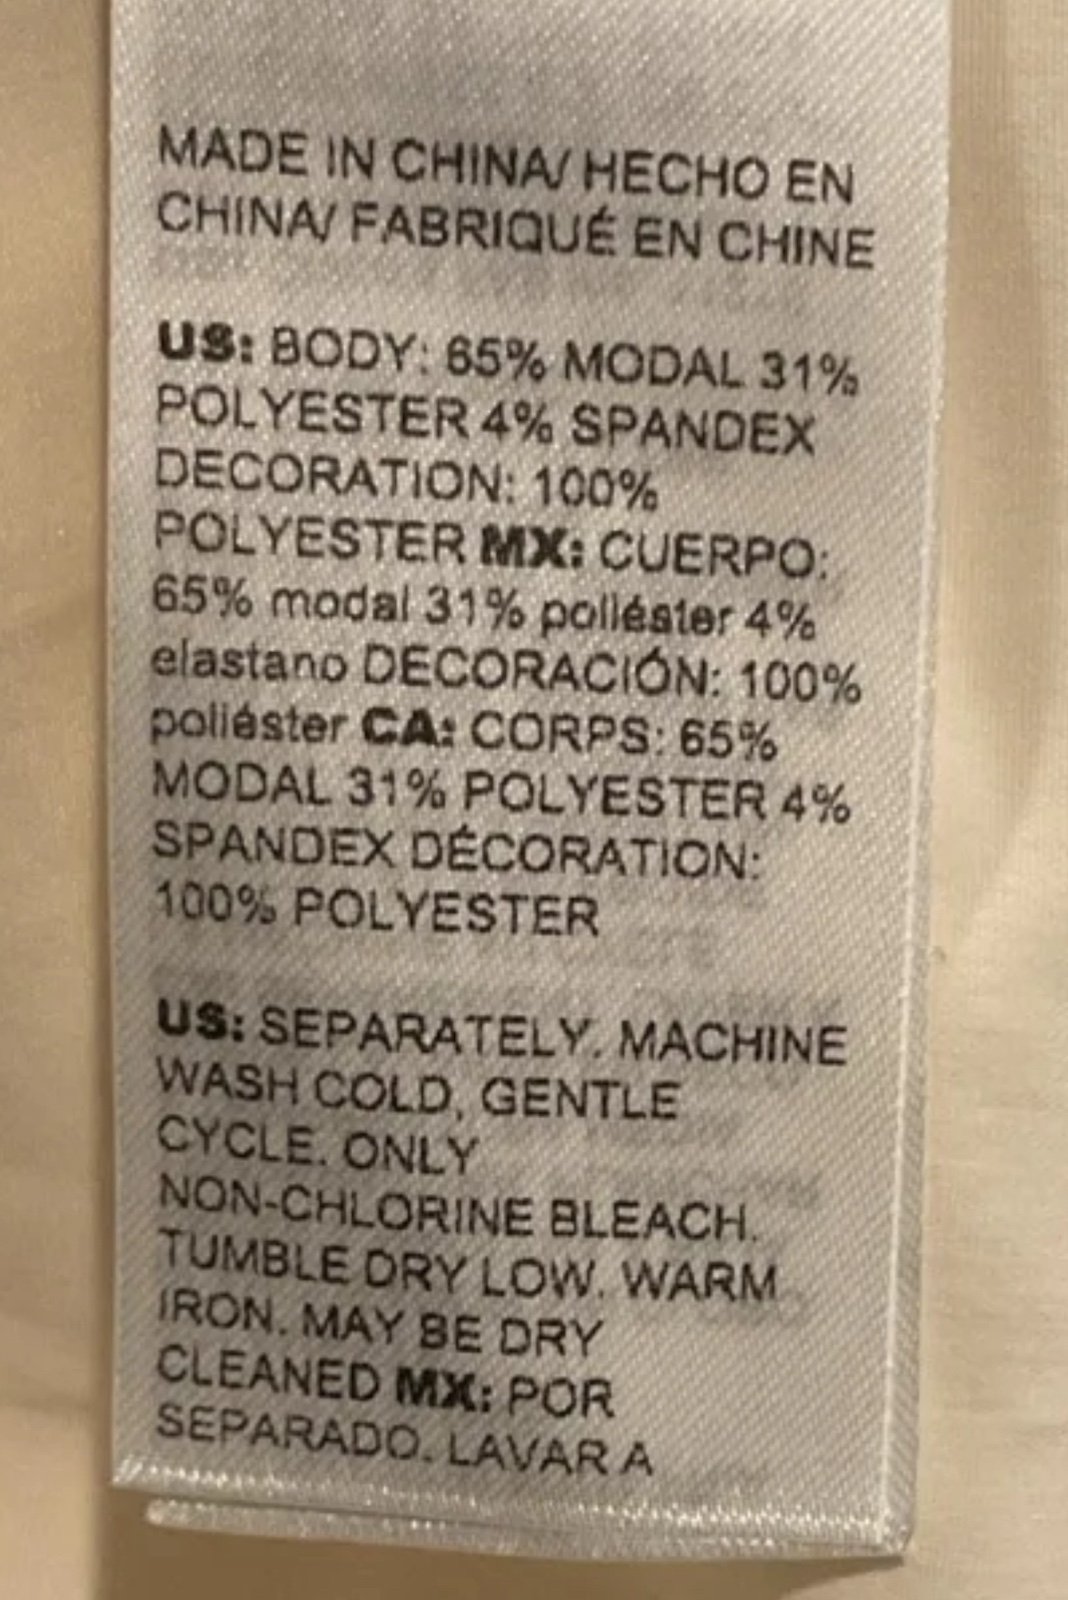 MADE IN CHINA/ HECHO EN
CHINA/ FABRIQUÉ EN CHINE
US: BODY: 65% MODAL 31%
POLYESTER 4% SPANDEX
DECORATION: 100%
POLYESTER MX: CUERPO:
65% modal 31% poliéster 4%
elastano DECORACIÓN: 100%
poliéster CA: CORPS: 65%
MODAL 31% POLYESTER 4%
SPANDEX DÉCORATION:
100% POLYESTER
US: SEPARATELY. MACHINE
WASH COLD, GENTLE
CYCLE. ONLY
NON-CHLORINE BLEACH.
TUMBLE DRY LOW. WARM
IRON. MAY BE DRY
CLEANED MX: POR
SEPARADO. LAVAR A